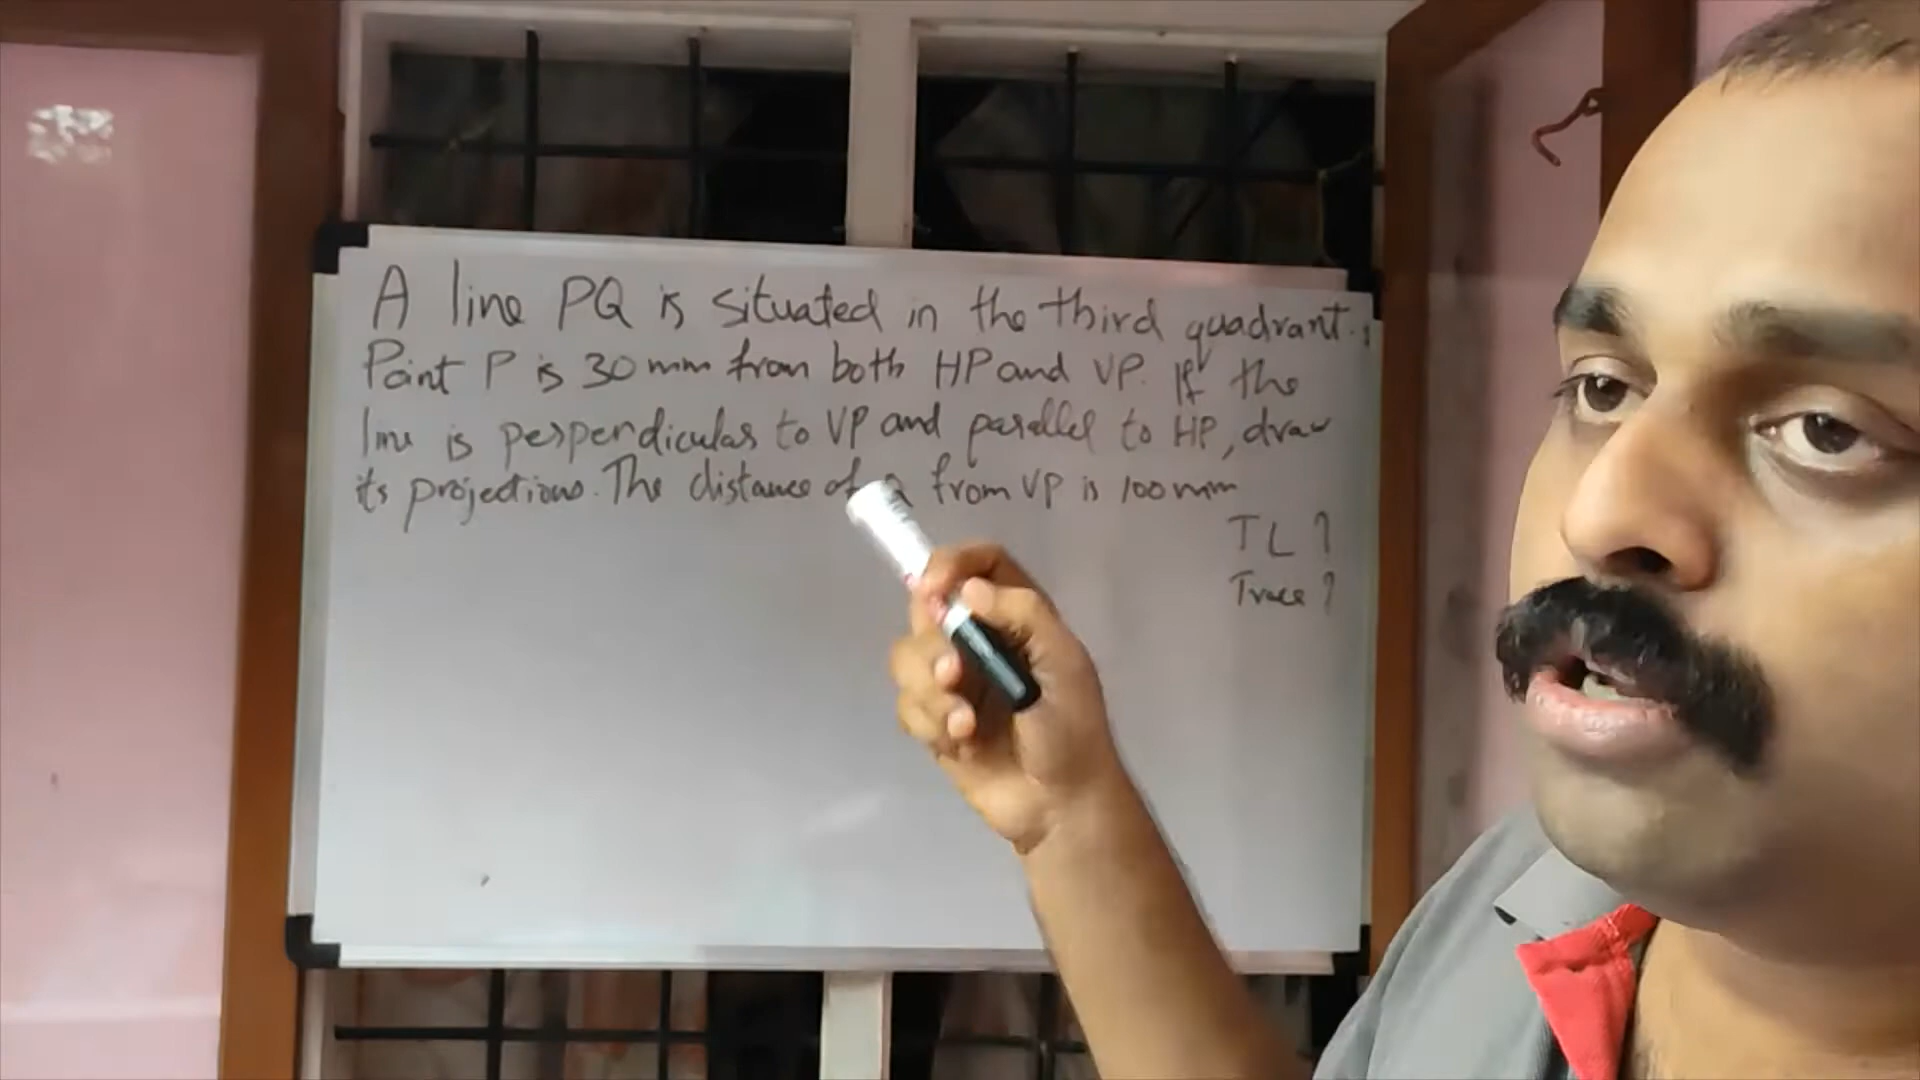 A line PQ is situated in the third quadrant.
Point P is 30 mm from both HP and VP. If the
line is perpendicular to VP and parallel to HP, draw
its projections. The distance of Q from VP is 100 mm
TL ?
Trace ?